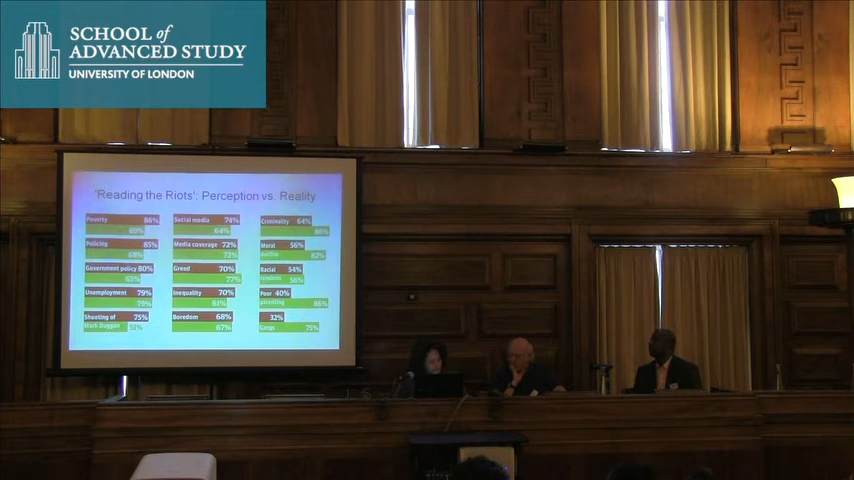 SCHOOL of
ADVANCED STUDY
UNIVERSITY OF LONDON
'Reading the Riots': Perception vs. Reality
Poverty 86%
69%
Policing 85%
68%
Government policy 80%
65%
Unemployment 79%
79%
Shooting of 75%
Mark Duggan 51%
Social media 74%
64%
Media coverage 72%
73%
Greed 70%
77%
Inequality 70%
61%
Boredom 68%
67%
Criminality 64%
86%
Moral 56%
decline 82%
Racial 54%
tensions 56%
Poor 40%
parenting 86%
32%
Gangs 75%